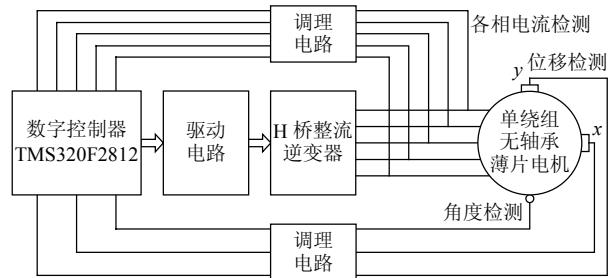 调理
电路
各相电流检测
y 位移检测
数字控制器
TMS320F2812
驱动
电路
H 桥整流
逆变器
单绕组
无轴承
薄片电机
x
角度检测
调理
电路